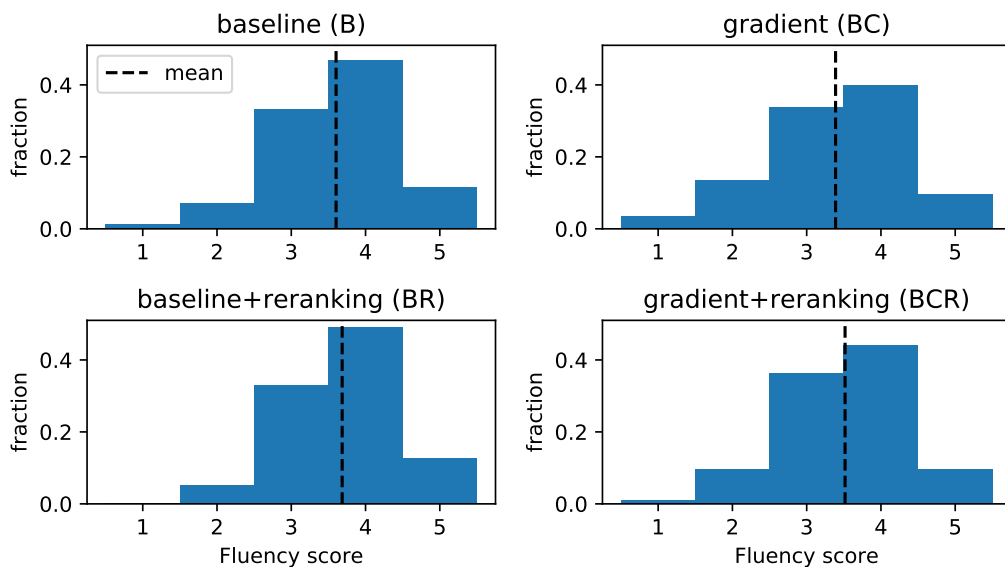 baseline (B)
mean
fraction
0.4
0.2
0.0
1 2 3 4 5
gradient (BC)
fraction
0.4
0.2
0.0
1 2 3 4 5
baseline+reranking (BR)
fraction
0.4
0.2
0.0
1 2 3 4 5
Fluency score
gradient+reranking (BCR)
fraction
0.4
0.2
0.0
1 2 3 4 5
Fluency score